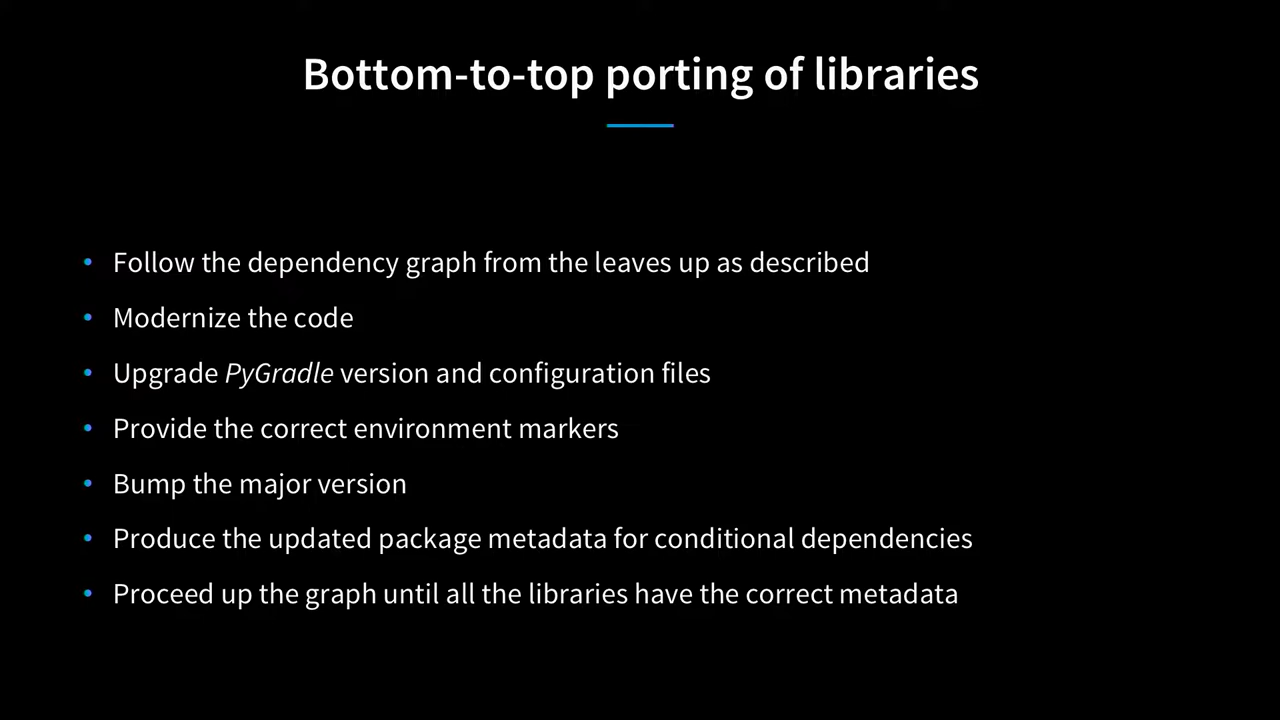 Bottom-to-top porting of libraries
• Follow the dependency graph from the leaves up as described
• Modernize the code
• Upgrade PyGradle version and configuration files
• Provide the correct environment markers
• Bump the major version
• Produce the updated package metadata for conditional dependencies
• Proceed up the graph until all the libraries have the correct metadata